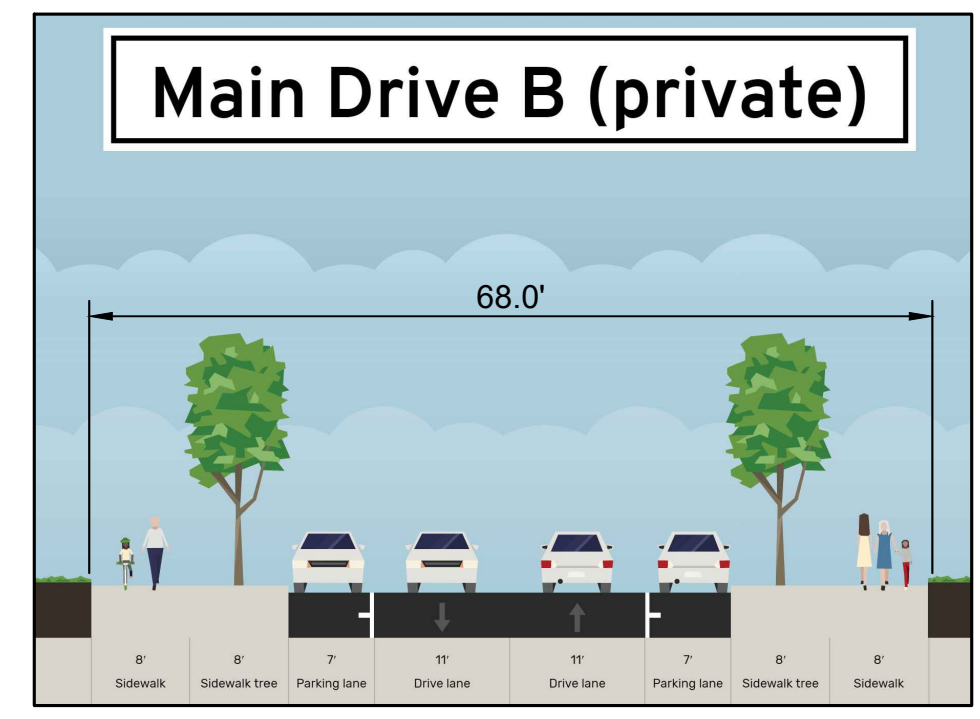 Main Drive B (private)
68.0'
8' 8' 7' 11' 11' 7' 8' 8'
Sidewalk Sidewalk tree Parking lane Drive lane Drive lane Parking lane Sidewalk tree Sidewalk